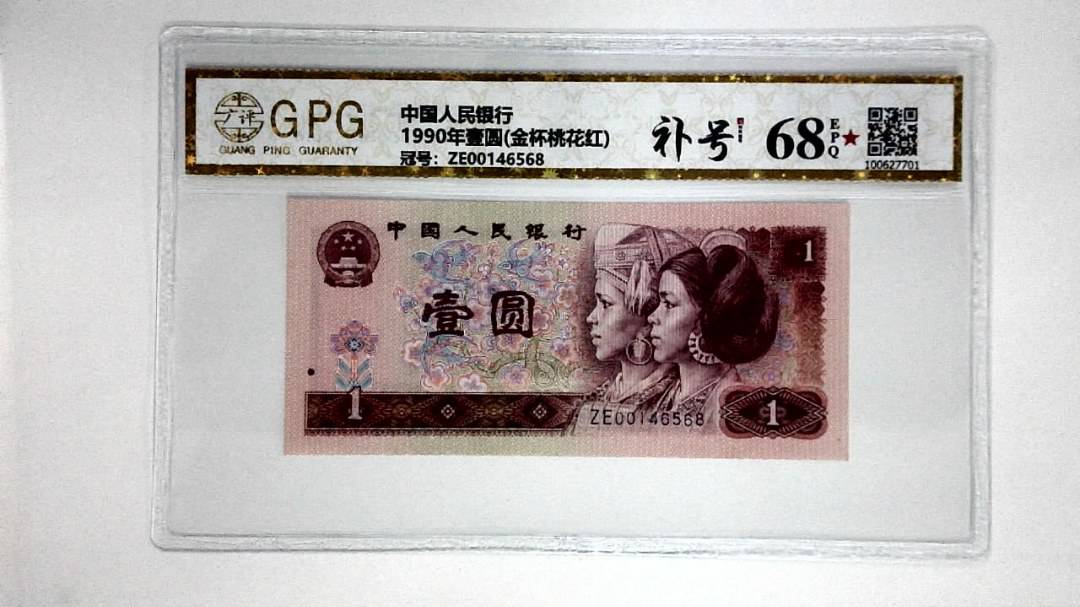 广评
GPG
GUANG PING GUARANTY
中国人民银行
1990年壹圆(金杯桃花红)
冠号: ZE00146568
补号
68
EPQ
★
100627701
中国人民银行
1
壹圆
1
ZE00146568
1